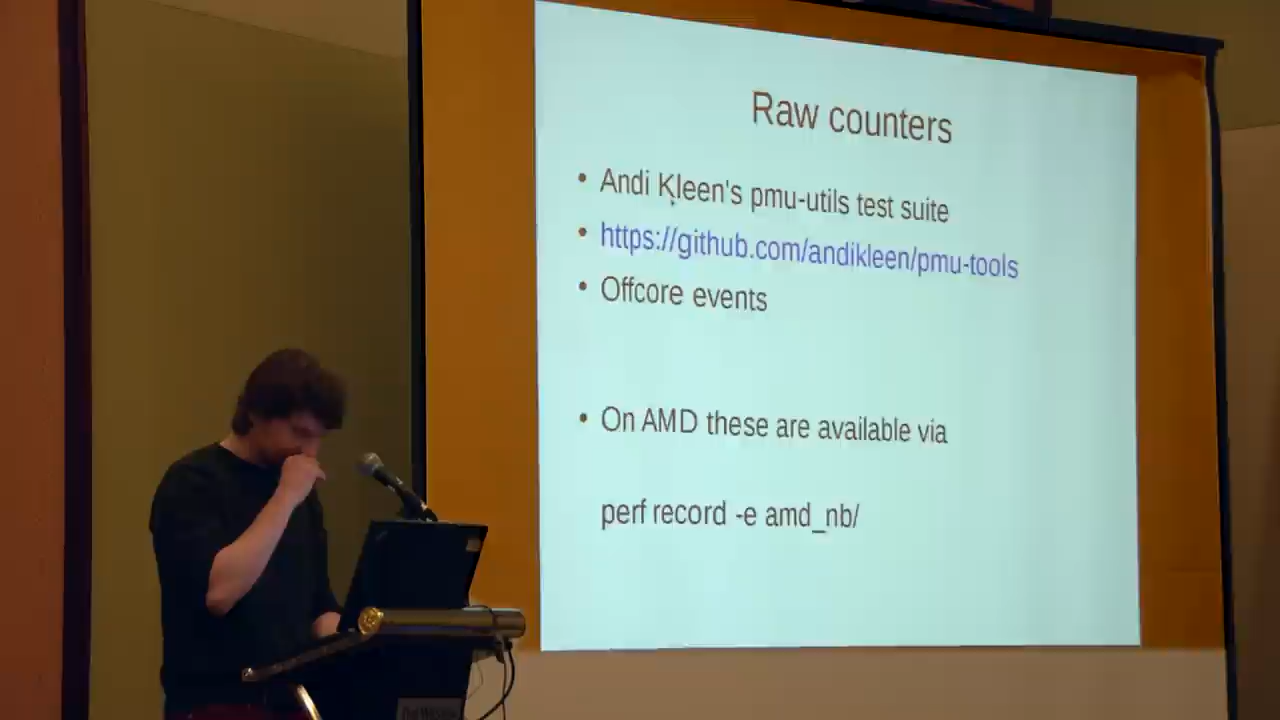 Raw counters
• Andi Ķleen's pmu-utils test suite
• https://github.com/andikleen/pmu-tools
• Offcore events
• On AMD these are available via
perf record -e amd_nb/